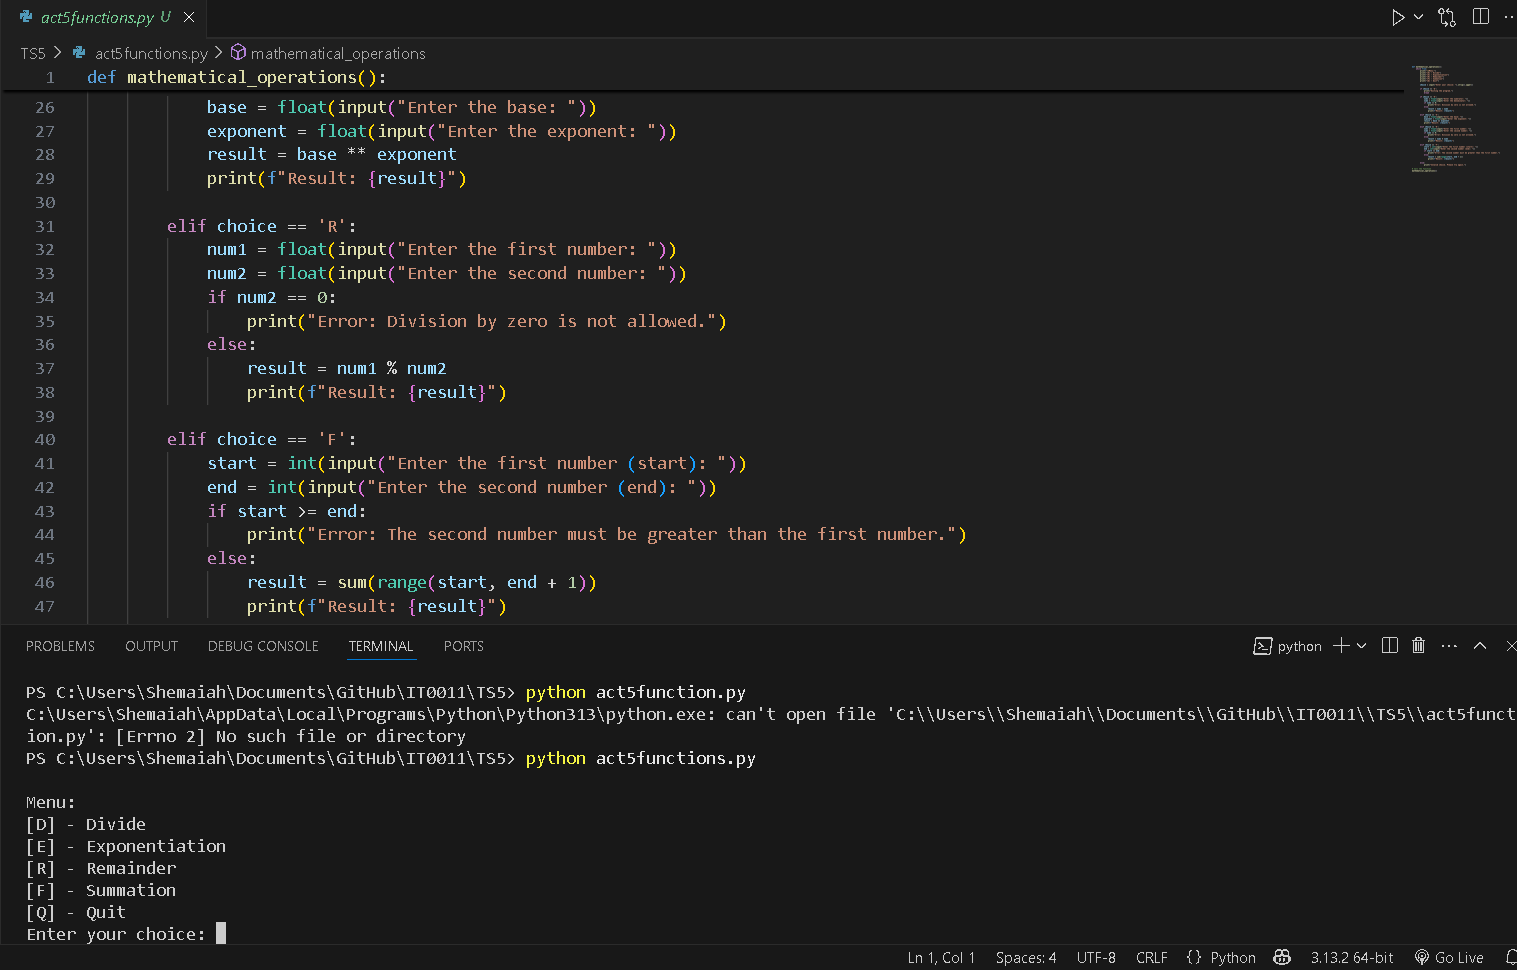 act5functions.py U
TS5 > act5functions.py > mathematical_operations
1 def mathematical_operations():
26 base = float(input("Enter the base: "))
27 exponent = float(input("Enter the exponent: "))
28 result = base ** exponent
29 print(f"Result: {result}")
30
31 elif choice == 'R':
32 num1 = float(input("Enter the first number: "))
33 num2 = float(input("Enter the second number: "))
34 if num2 == 0:
35 print("Error: Division by zero is not allowed.")
36 else:
37 result = num1 % num2
38 print(f"Result: {result}")
39
40 elif choice == 'F':
41 start = int(input("Enter the first number (start): "))
42 end = int(input("Enter the second number (end): "))
43 if start >= end:
44 print("Error: The second number must be greater than the first number.")
45 else:
46 result = sum(range(start, end + 1))
47 print(f"Result: {result}")
PROBLEMS OUTPUT DEBUG CONSOLE TERMINAL PORTS python
PS C:\Users\Shemaiah\Documents\GitHub\IT0011\TS5> python act5function.py
C:\Users\Shemaiah\AppData\Local\Programs\Python\Python313\python.exe: can't open file 'C:\\Users\\Shemaiah\\Documents\\GitHub\\IT0011\\TS5\\act5funct
ion.py': [Errno 2] No such file or directory
PS C:\Users\Shemaiah\Documents\GitHub\IT0011\TS5> python act5functions.py
Menu:
[D] - Divide
[E] - Exponentiation
[R] - Remainder
[F] - Summation
[Q] - Quit
Enter your choice:
Ln 1, Col 1 Spaces: 4 UTF-8 CRLF {} Python 3.13.2 64-bit Go Live